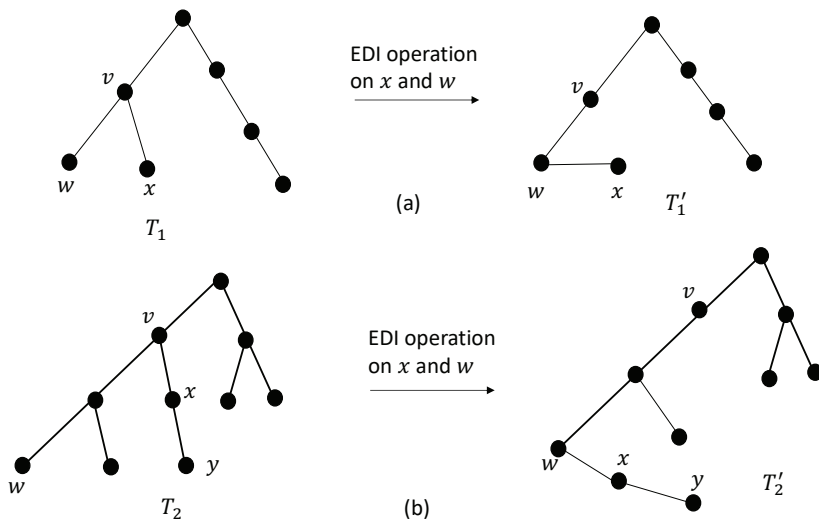 EDI operation
on 𝑥 and 𝑤
𝑣
𝑣
𝑤
𝑥
𝑤
𝑥
𝑇₁
(a)
𝑇₁′
EDI operation
on 𝑥 and 𝑤
𝑣
𝑣
𝑥
𝑤
𝑦
𝑤
𝑥
𝑦
𝑇₂
(b)
𝑇₂′